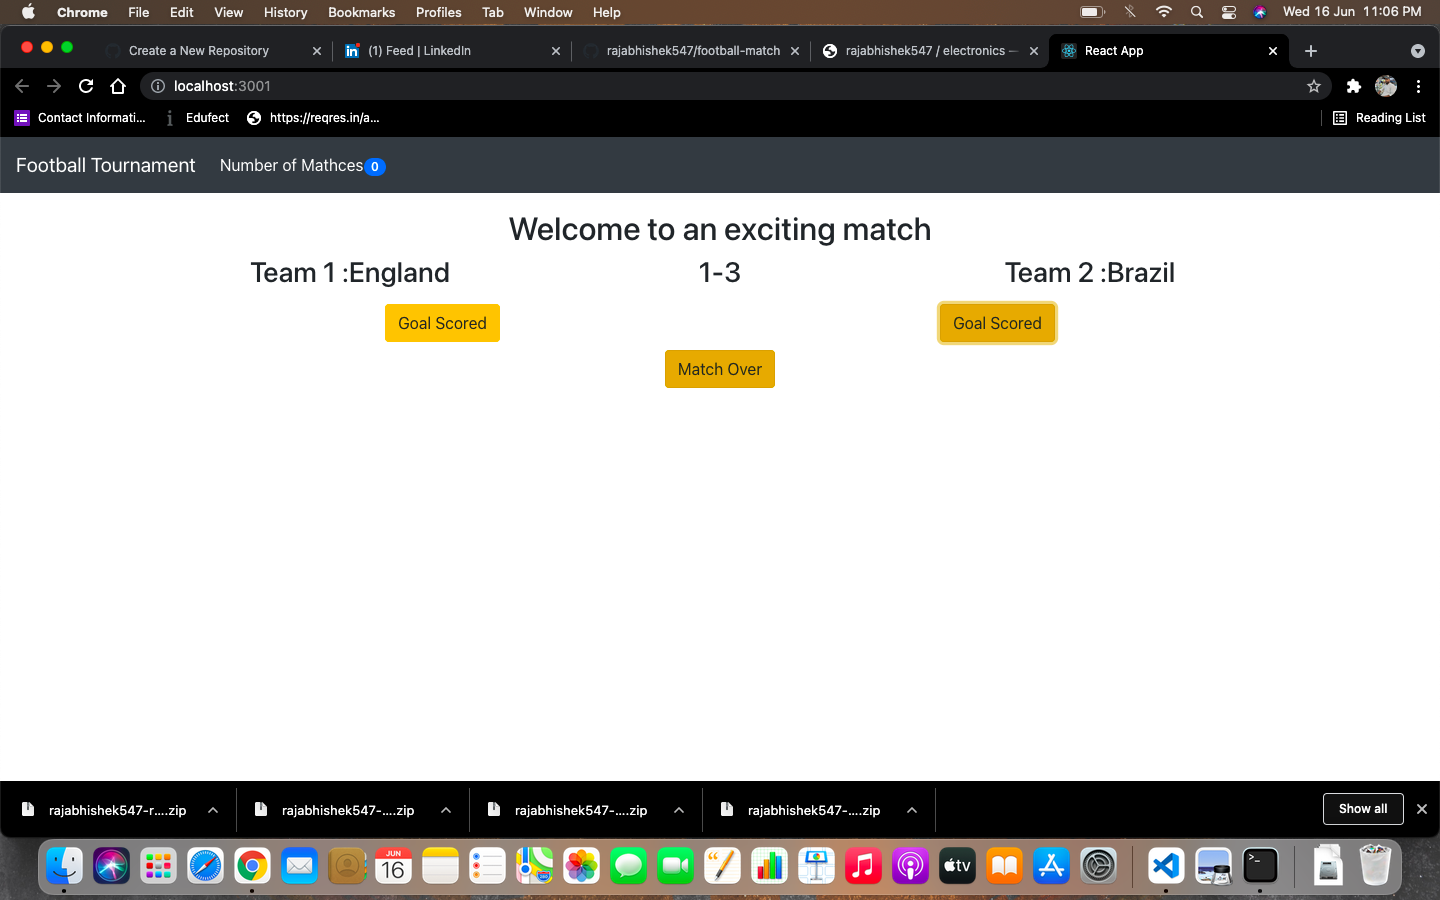 Chrome File Edit View History Bookmarks Profiles Tab Window Help Wed 16 Jun 11:06 PM
Create a New Repository (1) Feed | LinkedIn rajabhishek547/football-match rajabhishek547 / electronics — React App
localhost:3001
Contact Informati... Edufect https://reqres.in/a... Reading List
Football Tournament Number of Mathces 0
Welcome to an exciting match
Team 1 :England 1-3 Team 2 :Brazil
Goal Scored Goal Scored
Match Over
rajabhishek547-r....zip rajabhishek547-....zip rajabhishek547-....zip rajabhishek547-....zip Show all
JUN
16
tv